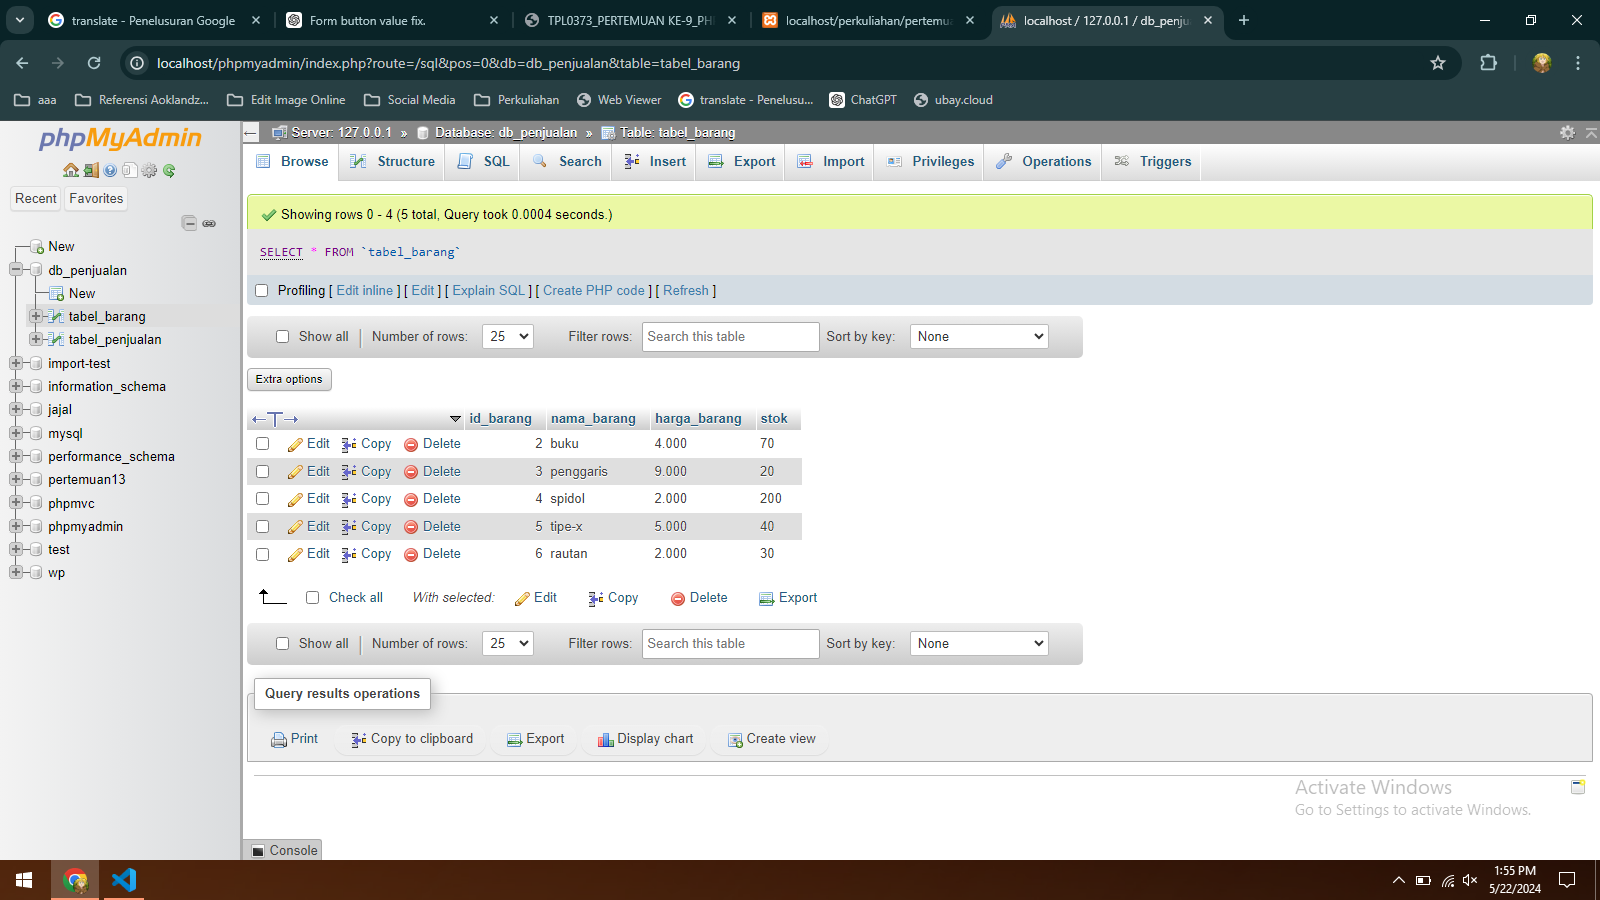 translate - Penelusuran Google
Form button value fix.
TPL0373_PERTEMUAN KE-9_PH
localhost/perkuliahan/pertemu
localhost / 127.0.0.1 / db_penju
localhost/phpmyadmin/index.php?route=/sql&pos=0&db=db_penjualan&table=tabel_barang
aaa
Referensi Aoklandz...
Edit Image Online
Social Media
Perkuliahan
Web Viewer
translate - Penelusu...
ChatGPT
ubay.cloud
phpMyAdmin
Recent
Favorites
New
db_penjualan
New
tabel_barang
tabel_penjualan
import-test
information_schema
jajal
mysql
performance_schema
pertemuan13
phpmvc
phpmyadmin
test
wp
Server: 127.0.0.1 » Database: db_penjualan » Table: tabel_barang
Browse Structure SQL Search Insert Export Import Privileges Operations Triggers
Showing rows 0 - 4 (5 total, Query took 0.0004 seconds.)
SELECT * FROM `tabel_barang`
Profiling [ Edit inline ] [ Edit ] [ Explain SQL ] [ Create PHP code ] [ Refresh ]
Show all Number of rows: 25 Filter rows: Search this table Sort by key: None
Extra options
id_barang nama_barang harga_barang stok
Edit Copy Delete 2 buku 4.000 70
Edit Copy Delete 3 penggaris 9.000 20
Edit Copy Delete 4 spidol 2.000 200
Edit Copy Delete 5 tipe-x 5.000 40
Edit Copy Delete 6 rautan 2.000 30
Check all With selected: Edit Copy Delete Export
Show all Number of rows: 25 Filter rows: Search this table Sort by key: None
Query results operations
Print Copy to clipboard Export Display chart Create view
Activate Windows
Go to Settings to activate Windows.
Console
1:55 PM
5/22/2024